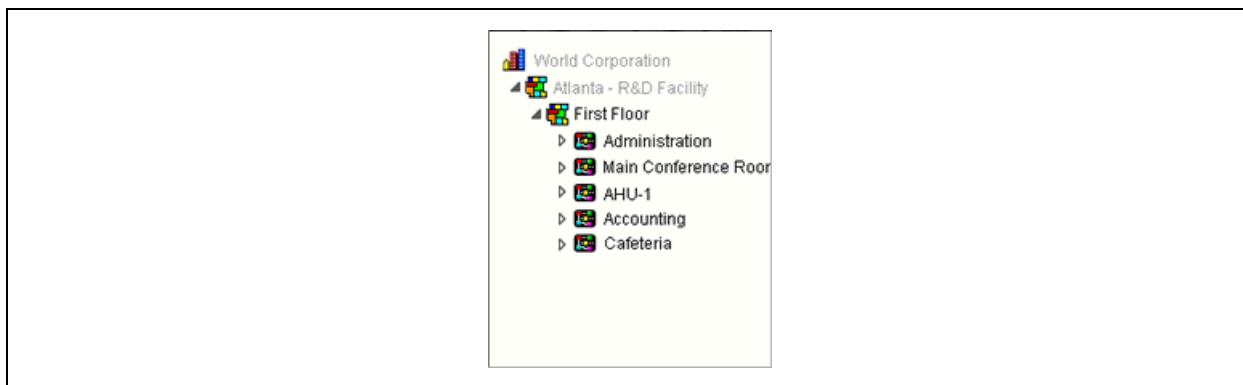 World Corporation
Atlanta - R&D Facility
First Floor
Administration
Main Conference Roor
AHU-1
Accounting
Cafeteria